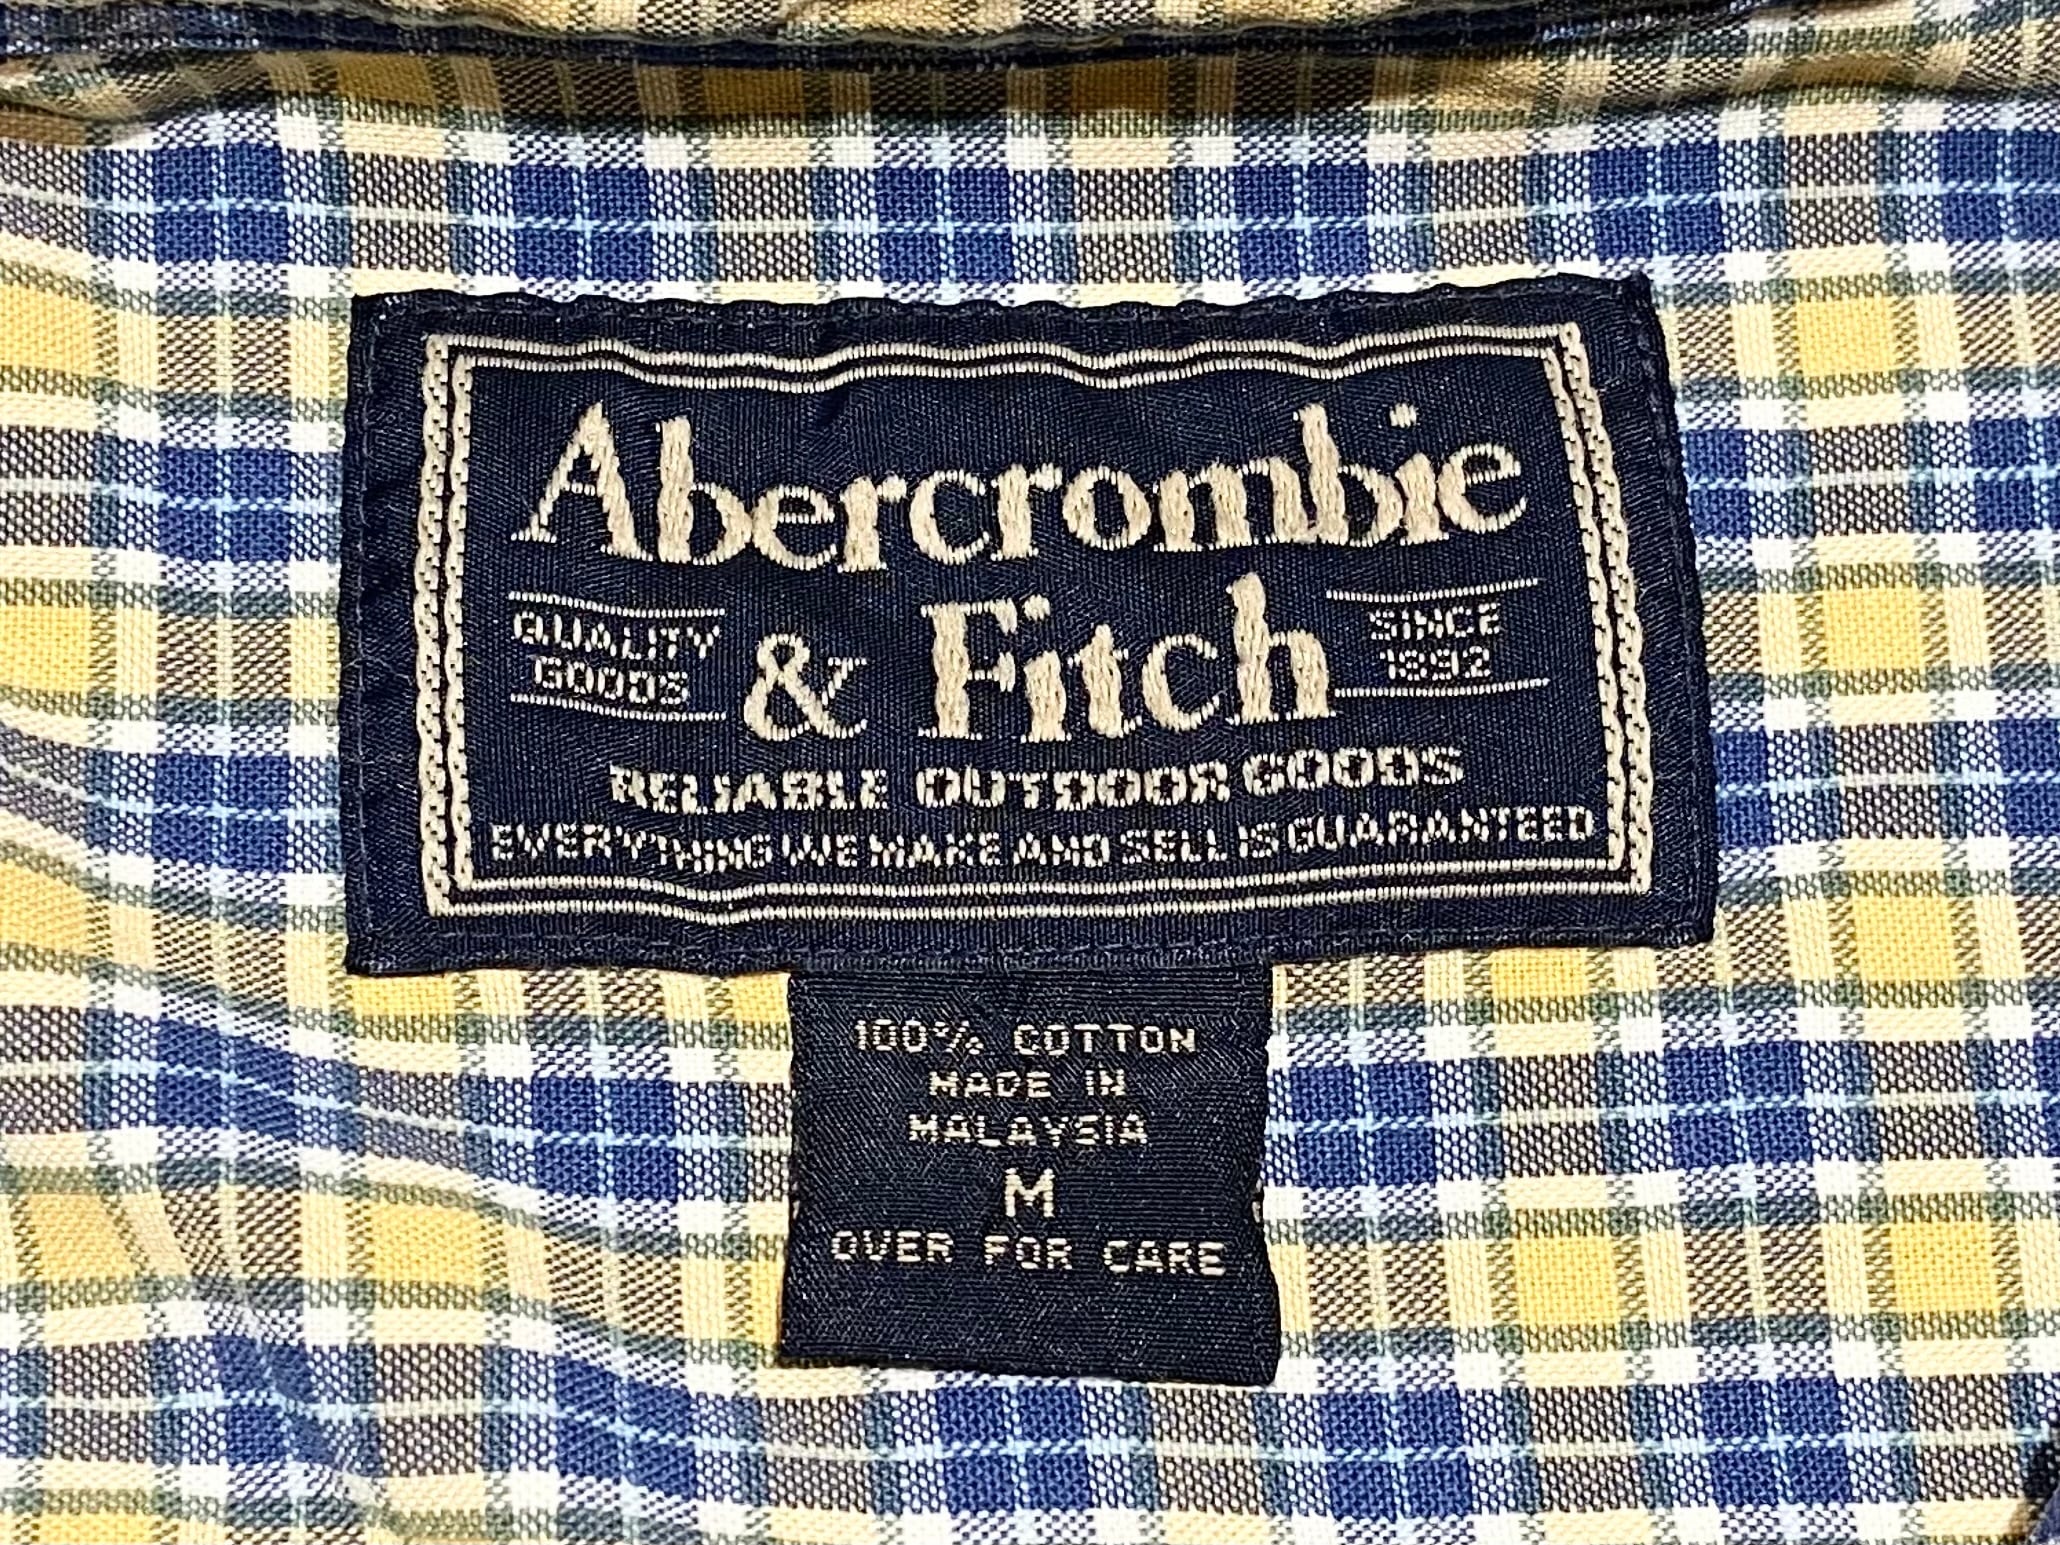 Abercrombie
QUALITY
GOODS
& Fitch
SINCE
1892
RELIABLE OUTDOOR GOODS
EVERYTHING WE MAKE AND SELL IS GUARANTEED
100% COTTON
MADE IN
MALAYSIA
M
OVER FOR CARE